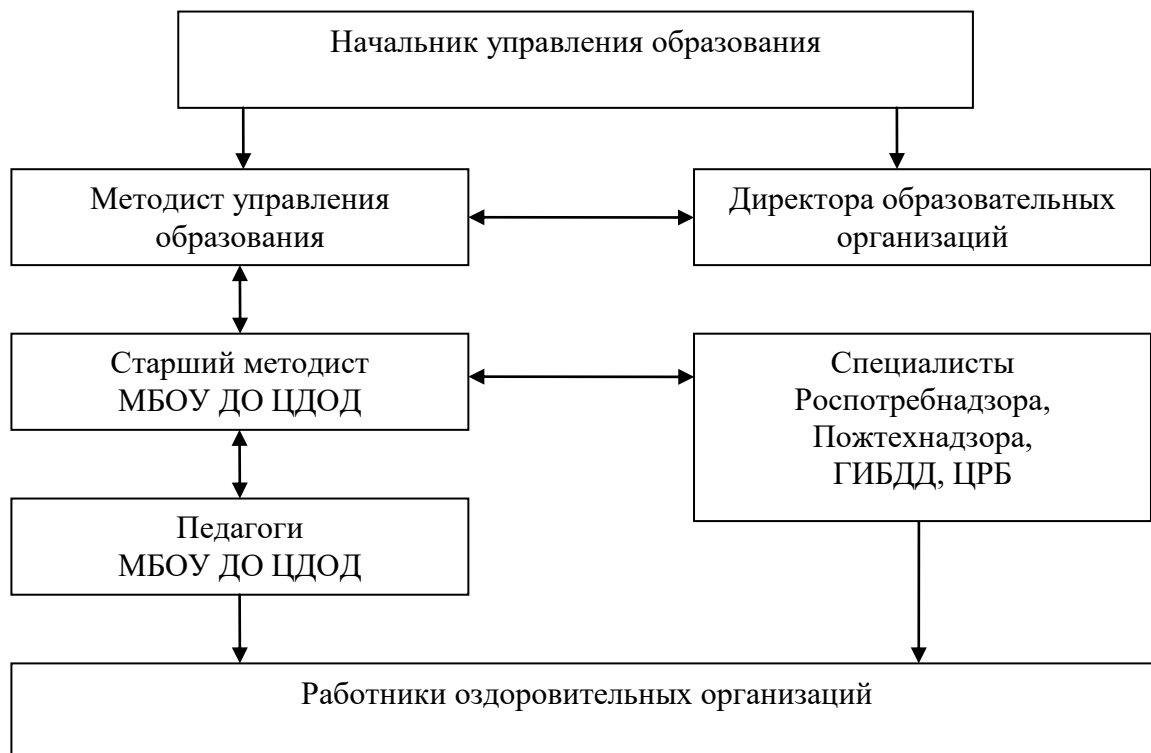 Начальник управления образования
Методист управления
образования
Директора образовательных
организаций
Старший методист
МБОУ ДО ЦДОД
Специалисты
Роспотребнадзора,
Пожтехнадзора,
ГИБДД, ЦРБ
Педагоги
МБОУ ДО ЦДОД
Работники оздоровительных организаций